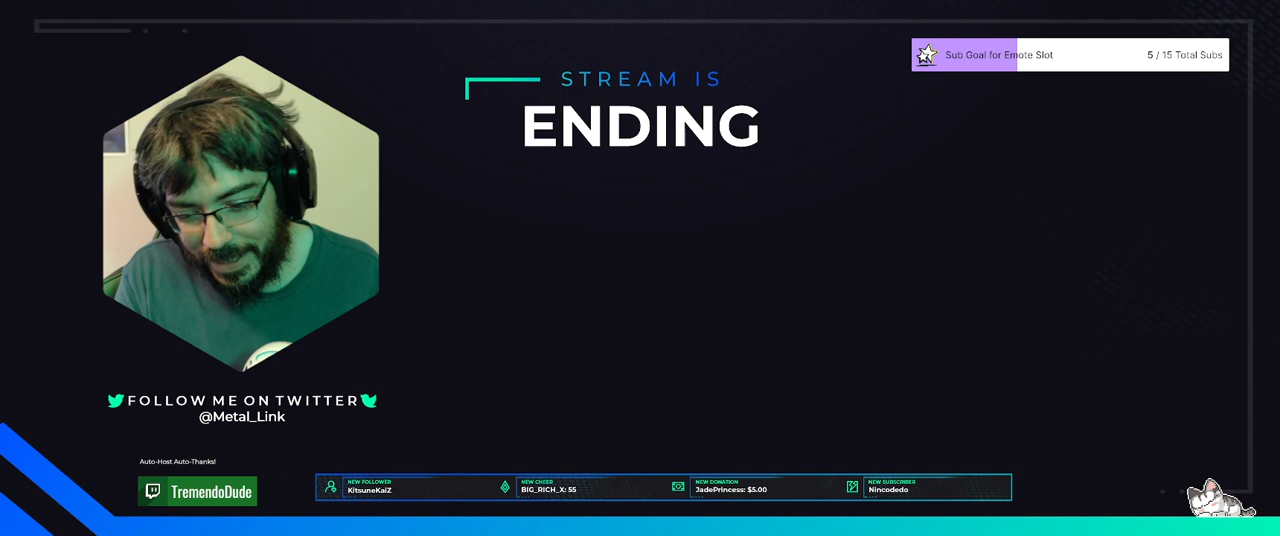 Sub Goal for Emote Slot 5 / 15 Total Subs
STREAM IS
ENDING
FOLLOW ME ON TWITTER
@Metal_Link
Auto-Host Auto-Thanks!
TremendoDude
NEW FOLLOWER
KitsuneKaiZ
NEW CHEER
BIG_RICH_X: 55
NEW DONATION
JadePrincess: $5.00
NEW SUBSCRIBER
Nincodedo